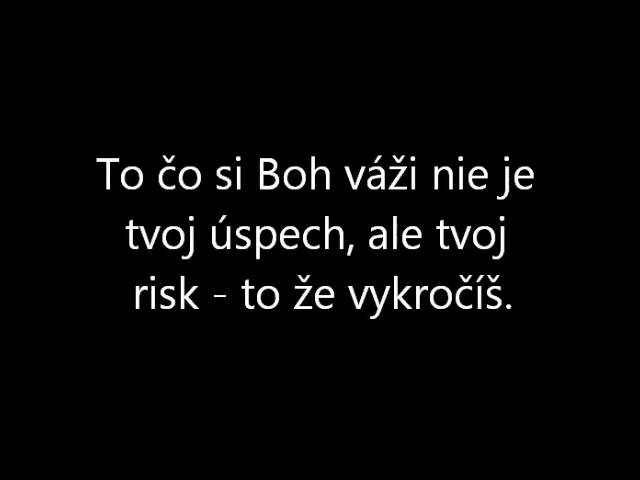 To čo si Boh váži nie je
tvoj úspech, ale tvoj
risk - to že vykročíš.